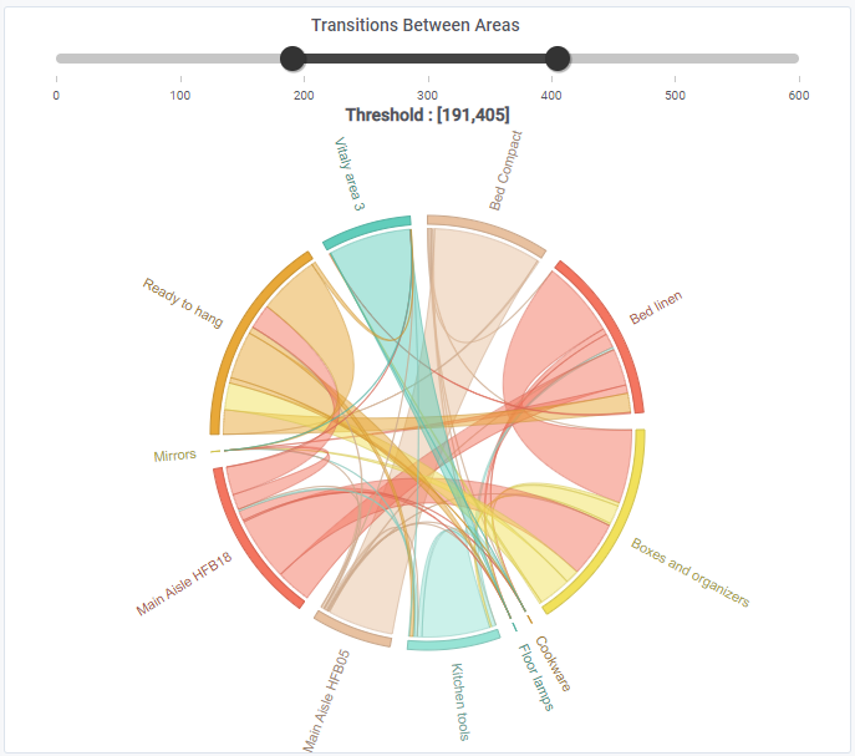 Transitions Between Areas
0 100 200 300 400 500 600
Threshold : [191,405]
Vitaly area 3
Bed Compact
Ready to hang
Bed linen
Mirrors
Main Aisle HFB18
Boxes and organizers
Main Aisle HFB05
Kitchen tools
Floor lamps
Cookware